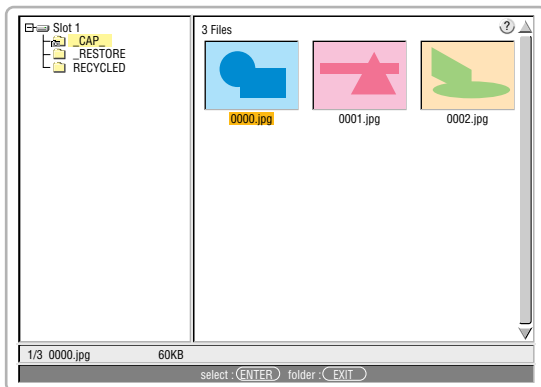 Slot 1
_CAP_
_RESTORE
RECYCLED
3 Files
?
0000.jpg 0001.jpg 0002.jpg
1/3 0000.jpg 60KB
select : ENTER folder : EXIT